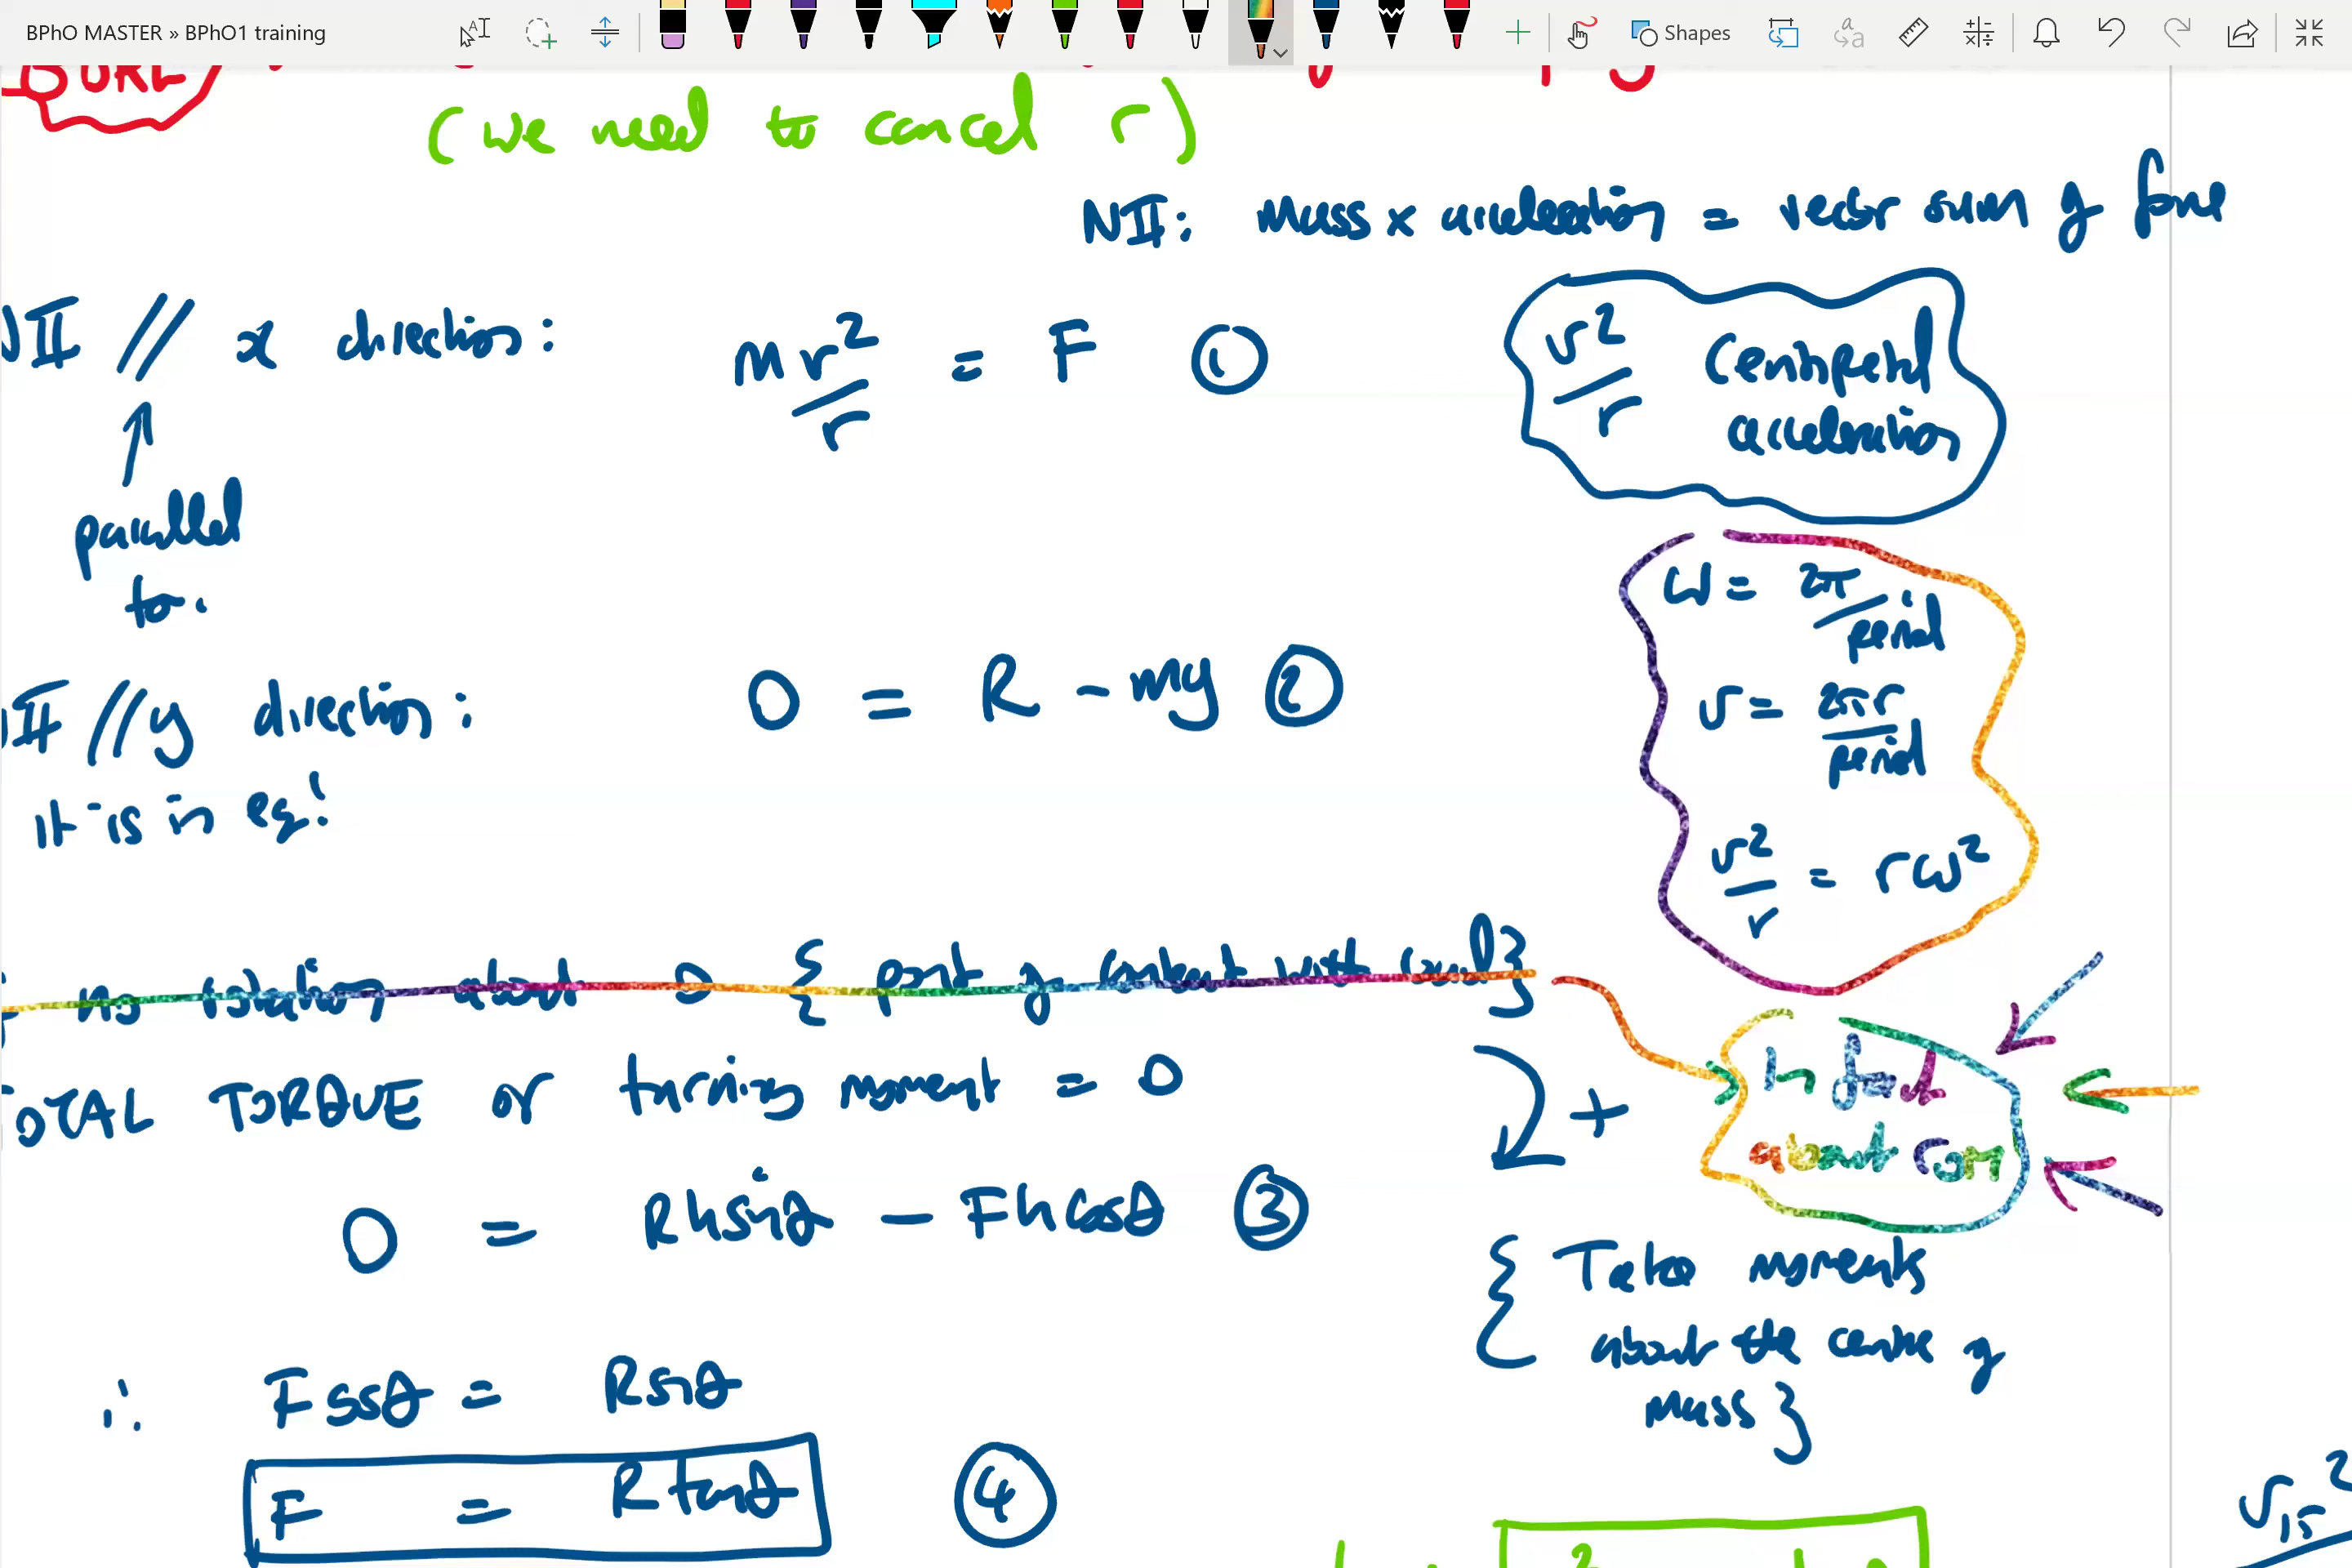 BPhO MASTER » BPhO1 training
Shapes
(we need to cancel r)
NII: Mass x acceleration = vector sum of force
NII // x direction:
m v²/r = F ①
v²/r centripetal acceleration
parallel
to.
ω = 2π/period
NII // y direction:
0 = R - mg ②
v = 2πr/period
it is in eq!
v²/r = rω²
no rotation about O { point of contact with road}
TOTAL TORQUE or turning moment = 0
+
In fact
about COM
0 = Rh sinθ - Fh cosθ ③
{ Take moments
about the centre of
mass }
∴ F cosθ = R sinθ
F = R tanθ ④
v₁₅²